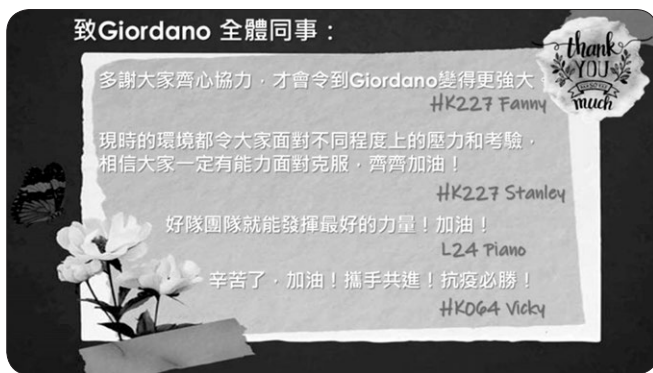 致Giordano 全體同事：
thank
YOU
SO VERY
much
多謝大家齊心協力，才會令到Giordano變得更強大。
HK227 Fanny
現時的環境都令大家面對不同程度上的壓力和考驗，
相信大家一定有能力面對克服，齊齊加油！
HK227 Stanley
好隊團隊就能發揮最好的力量！加油！
L24 Piano
辛苦了，加油！攜手共進！抗疫必勝！
HK064 Vicky